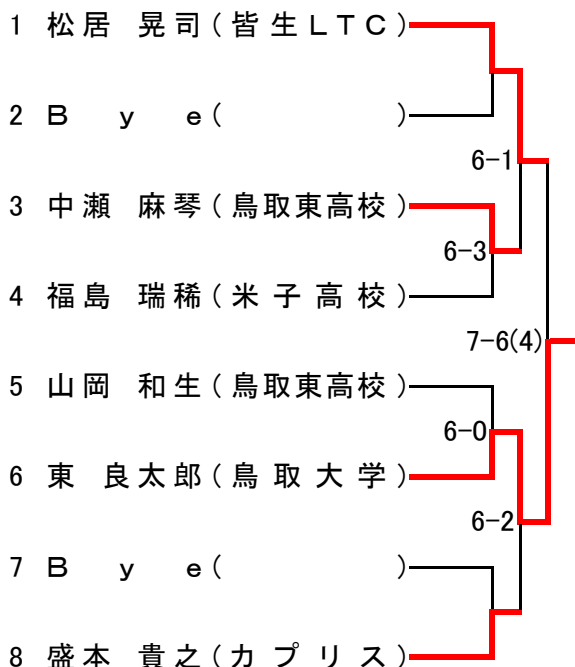 1 松居 晃司(皆生LTC)
2 Bye( )
6-1
3 中瀬 麻琴(鳥取東高校)
6-3
4 福島 瑞稀(米子高校)
7-6(4)
5 山岡 和生(鳥取東高校)
6-0
6 東 良太郎(鳥取大学)
6-2
7 Bye( )
8 盛本 貴之(カプリス)